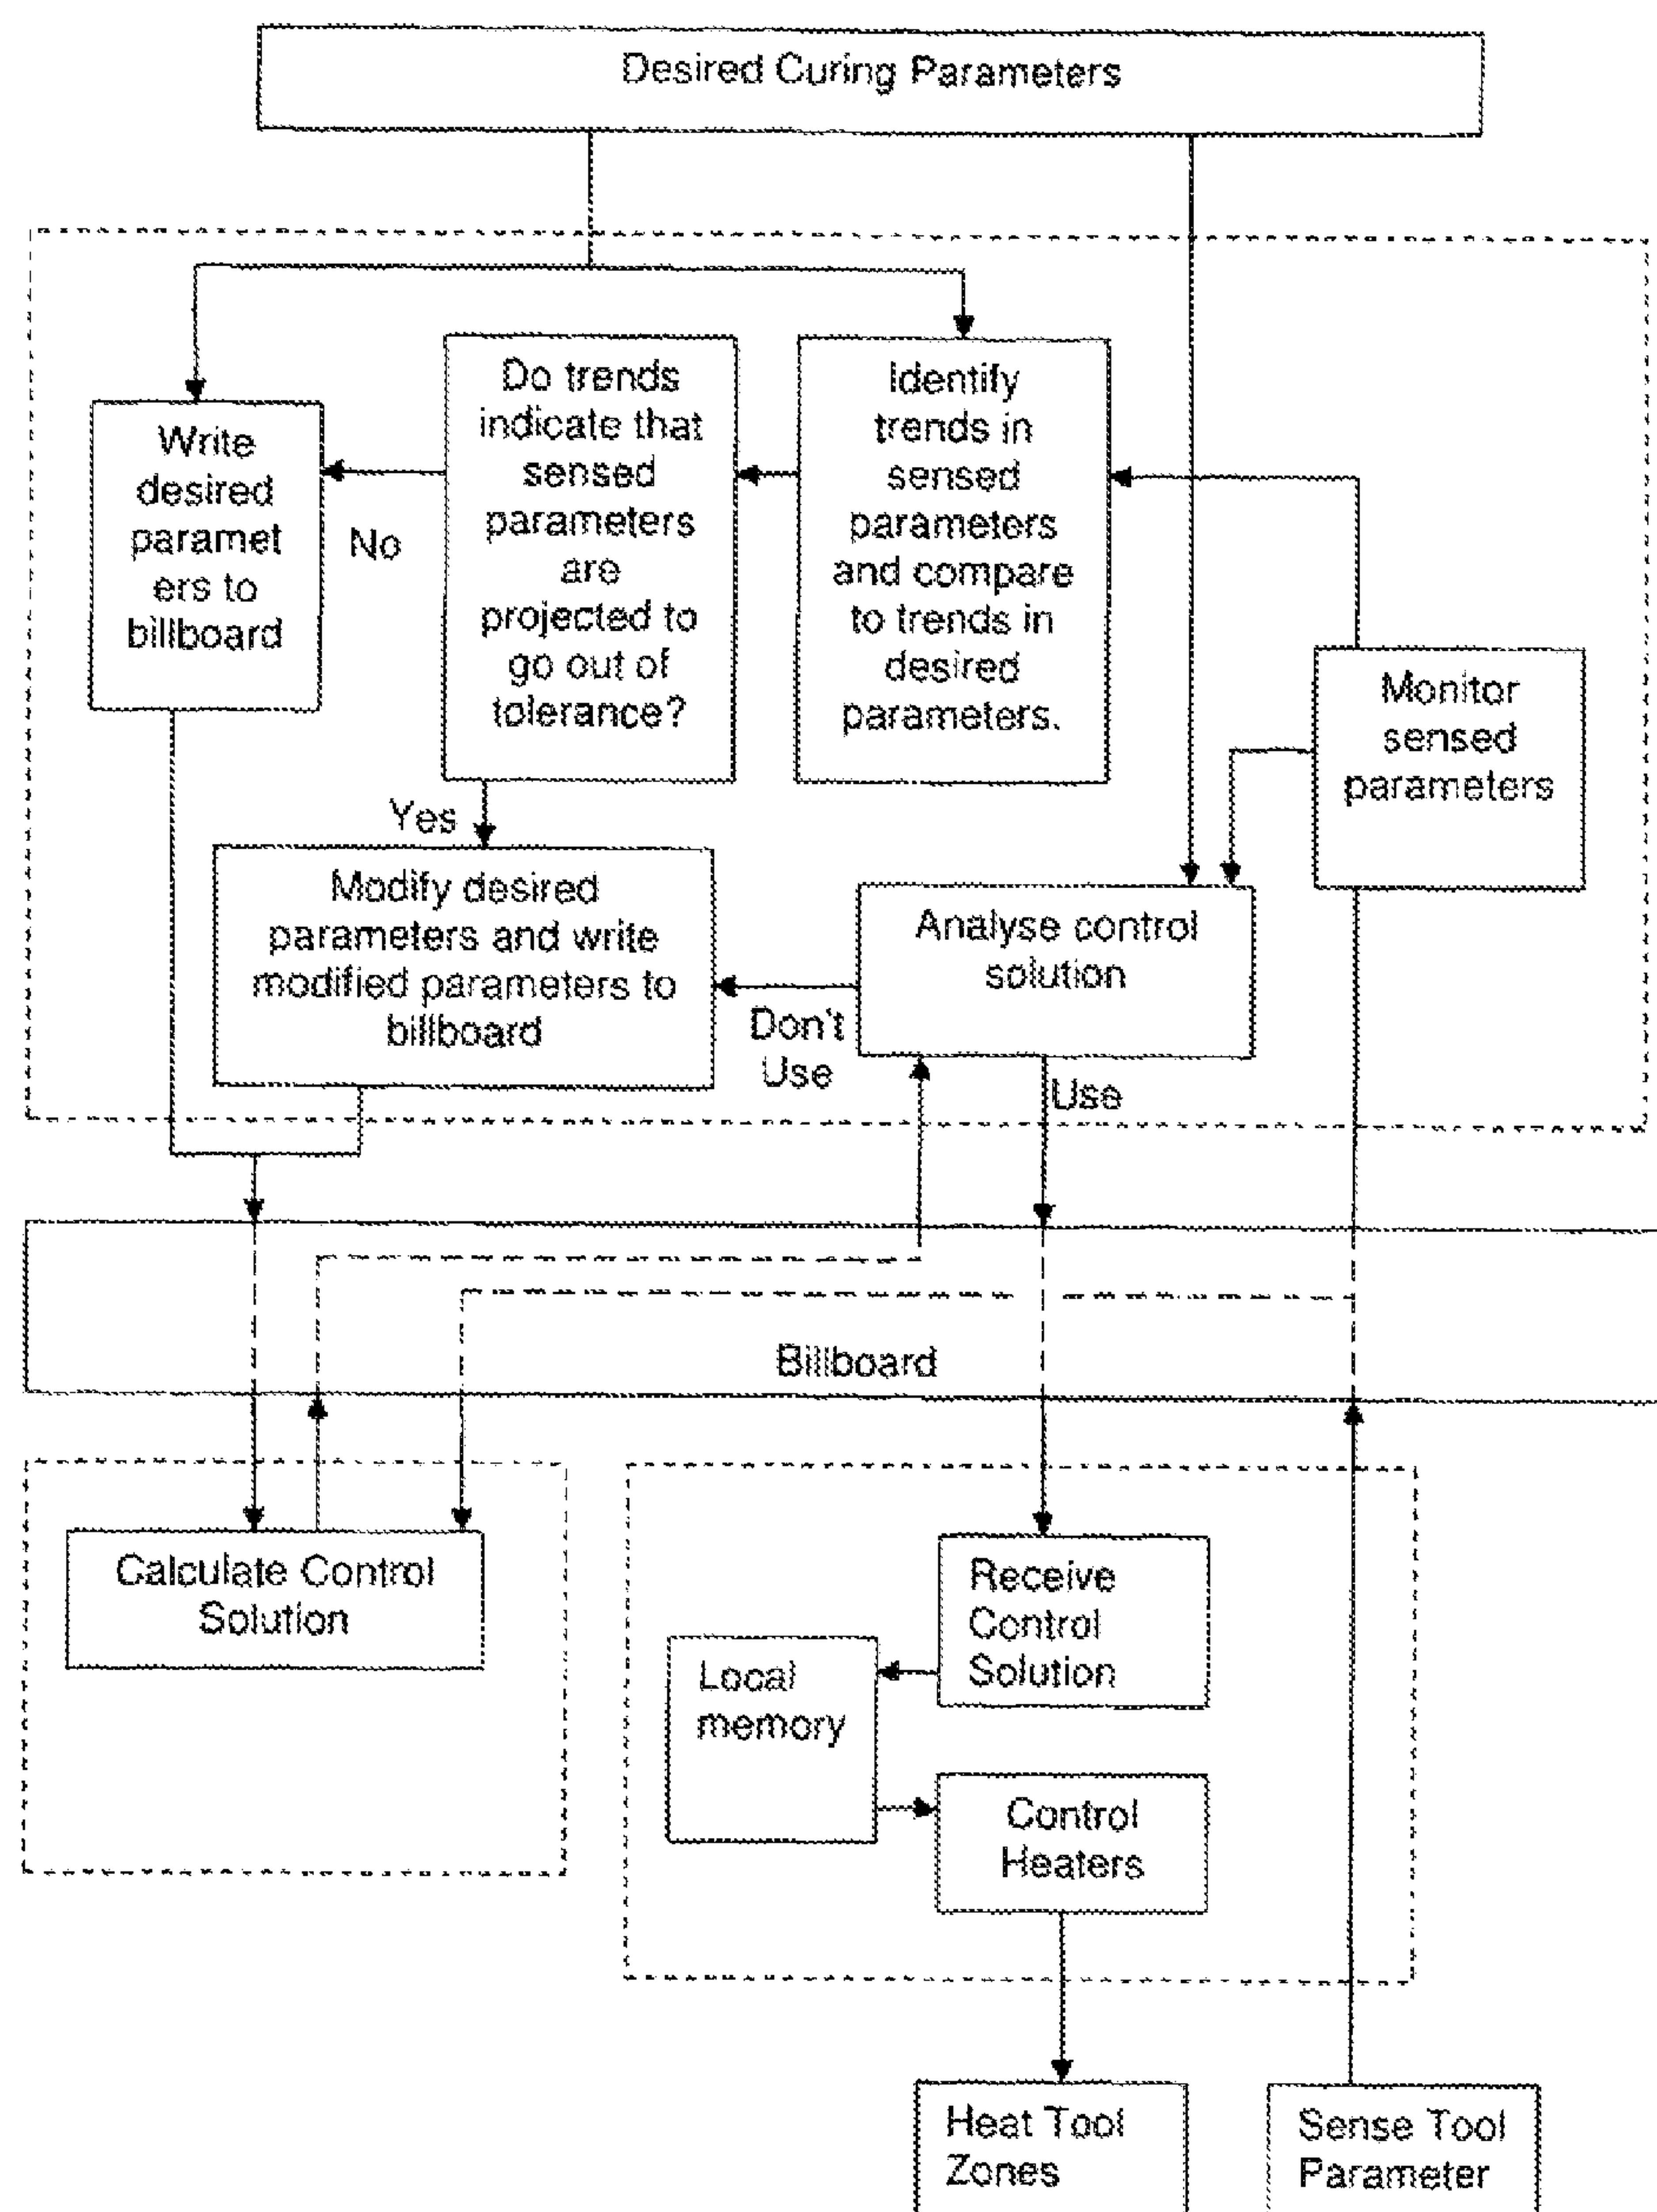 Desired Curing Parameters
Write
desired
paramet
ers to
billboard
No
Do trends
indicate that
sensed
parameters
are
projected to
go out of
tolerance?
Identify
trends in
sensed
parameters
and compare
to trends in
desired
parameters.
Monitor
sensed
parameters
Yes
Modify desired
parameters and write
modified parameters to
billboard
Don't
Use
Analyse control
solution
Use
Billboard
Calculate Control
Solution
Receive
Control
Solution
Local
memory
Control
Heaters
Heat Tool
Zones
Sense Tool
Parameter